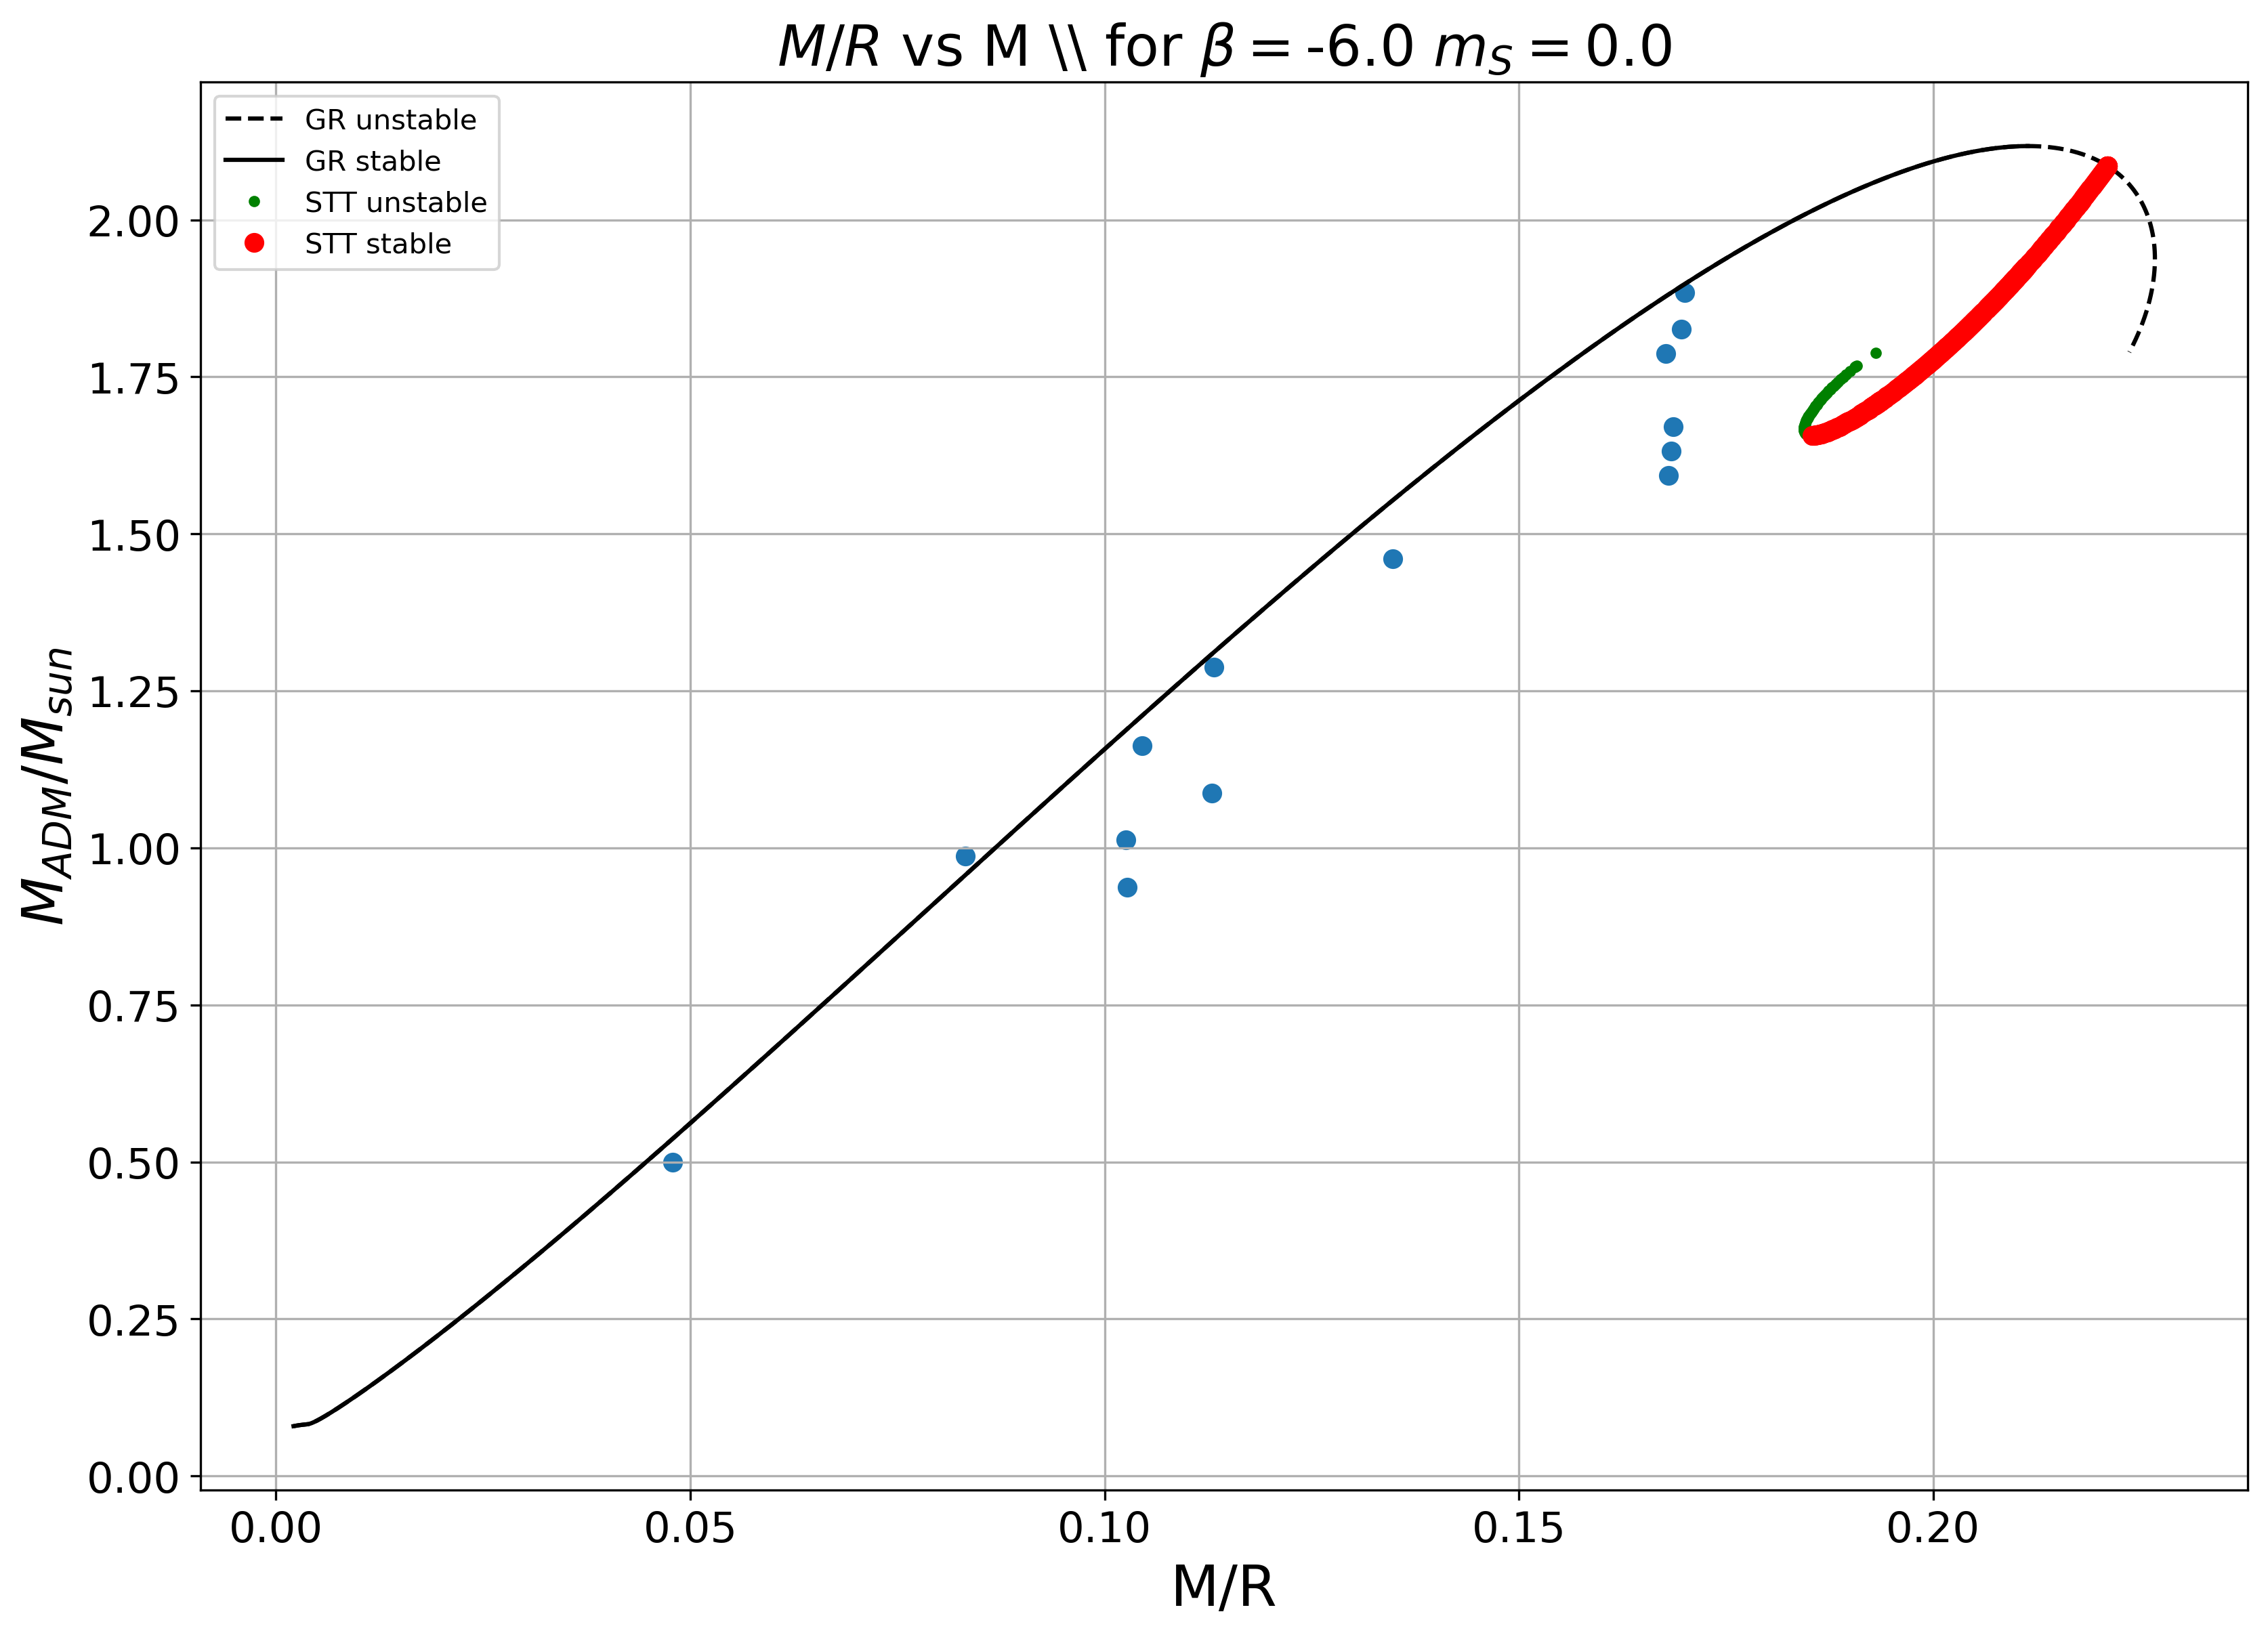 M/R vs M \\ for β = -6.0 m_S = 0.0
GR unstable
GR stable
STT unstable
STT stable
M_ADM/M_sun
2.00
1.75
1.50
1.25
1.00
0.75
0.50
0.25
0.00
0.00 0.05 0.10 0.15 0.20
M/R